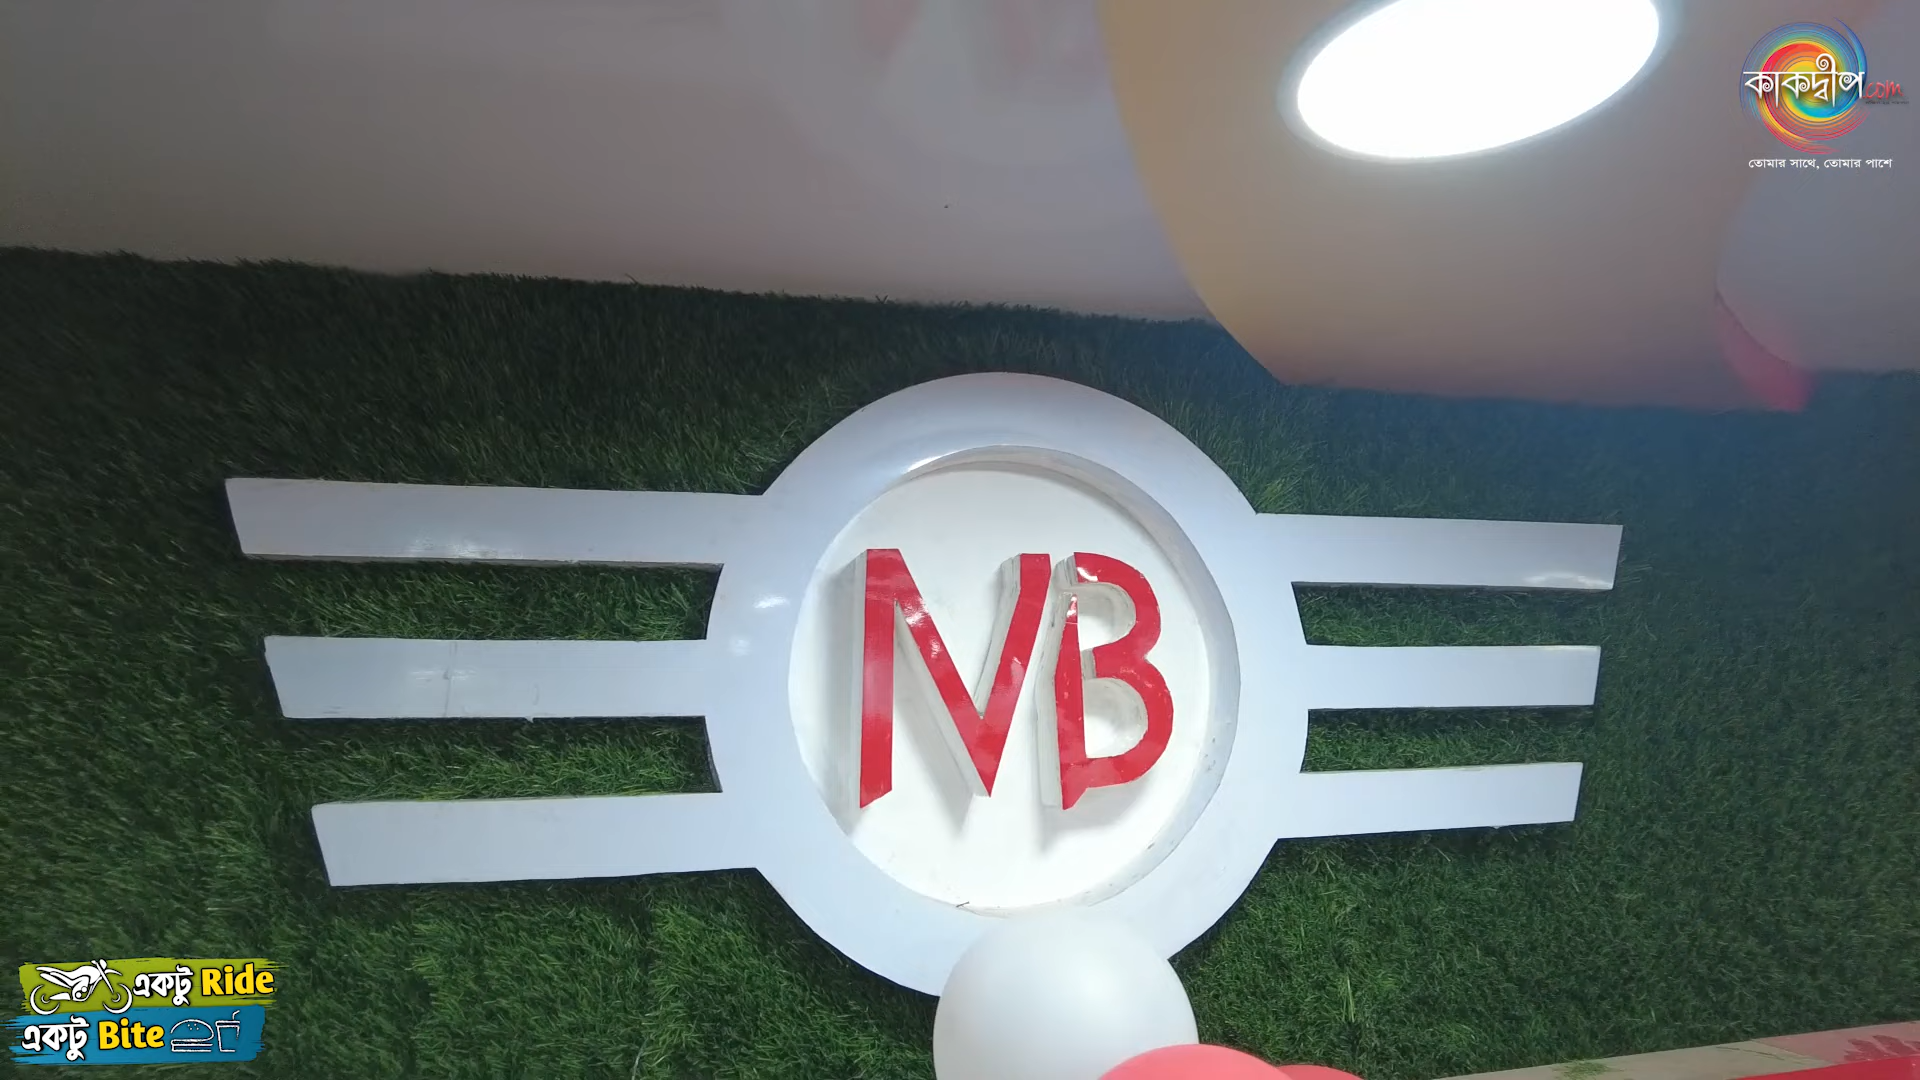 কাকদ্বীপ.com
তোমার সাথে, তোমার পাশে
MB
একটু Ride
একটু Bite